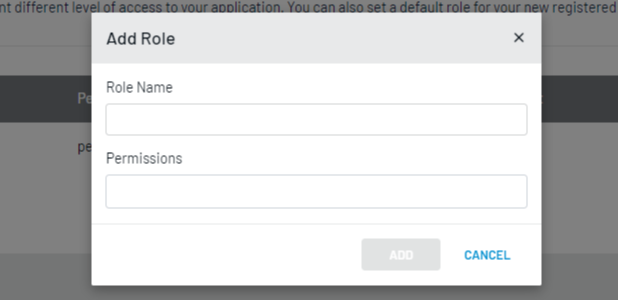 nt different level of access to your application. You can also set a default role for your new registered
Add Role
×
Pe
Role Name
pe
Permissions
ADD
CANCEL